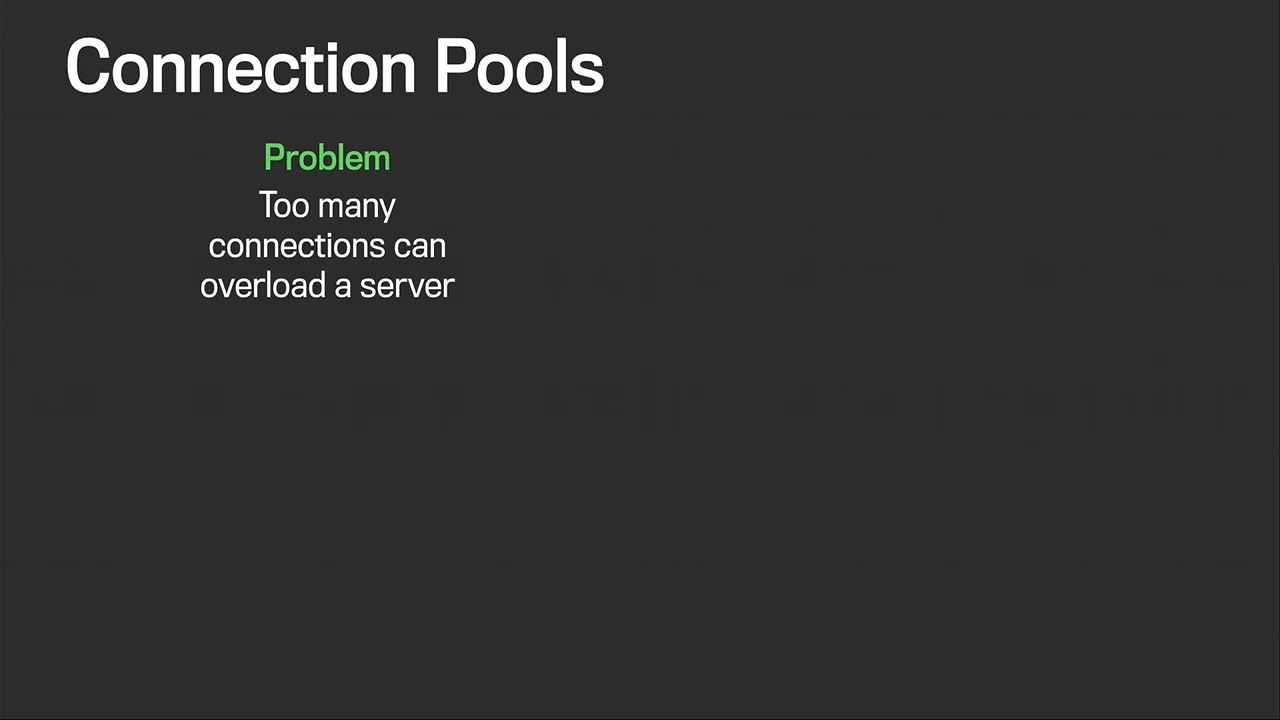 Connection Pools
Problem
Too many
connections can
overload a server